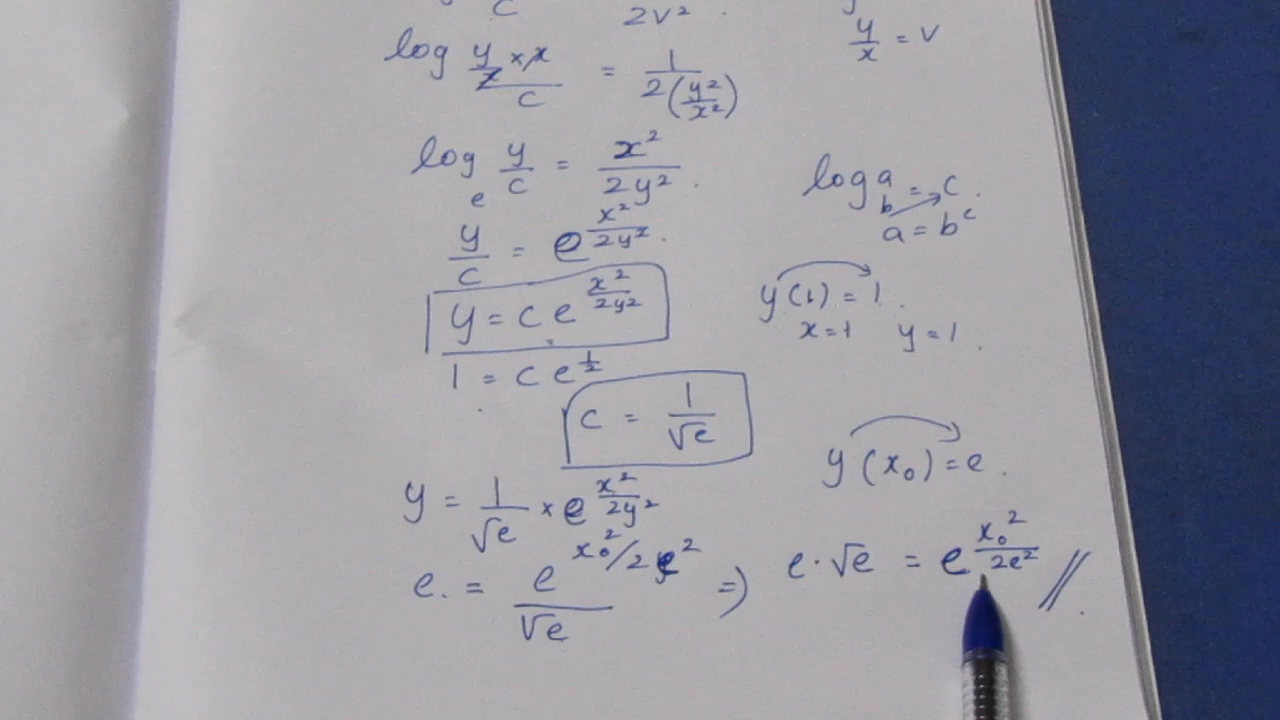 C 2v² .
y/x = v
log (y/x × x)/C = 1/(2(y²/x²))
log_e y/C = x²/2y² .
log_b a = C .
a = b^c
y/C = e^(x²/2y²) .
y = C e^(x²/2y²)
y(1) = 1 .
x=1 y=1 .
1 = C e^(1/2)
C = 1/√e
y(x₀) = e .
y = 1/√e × e^(x²/2y²)
e . = e^(x₀²/2e²)/√e ⇒ e·√e = e^(x₀²/2e²) // .